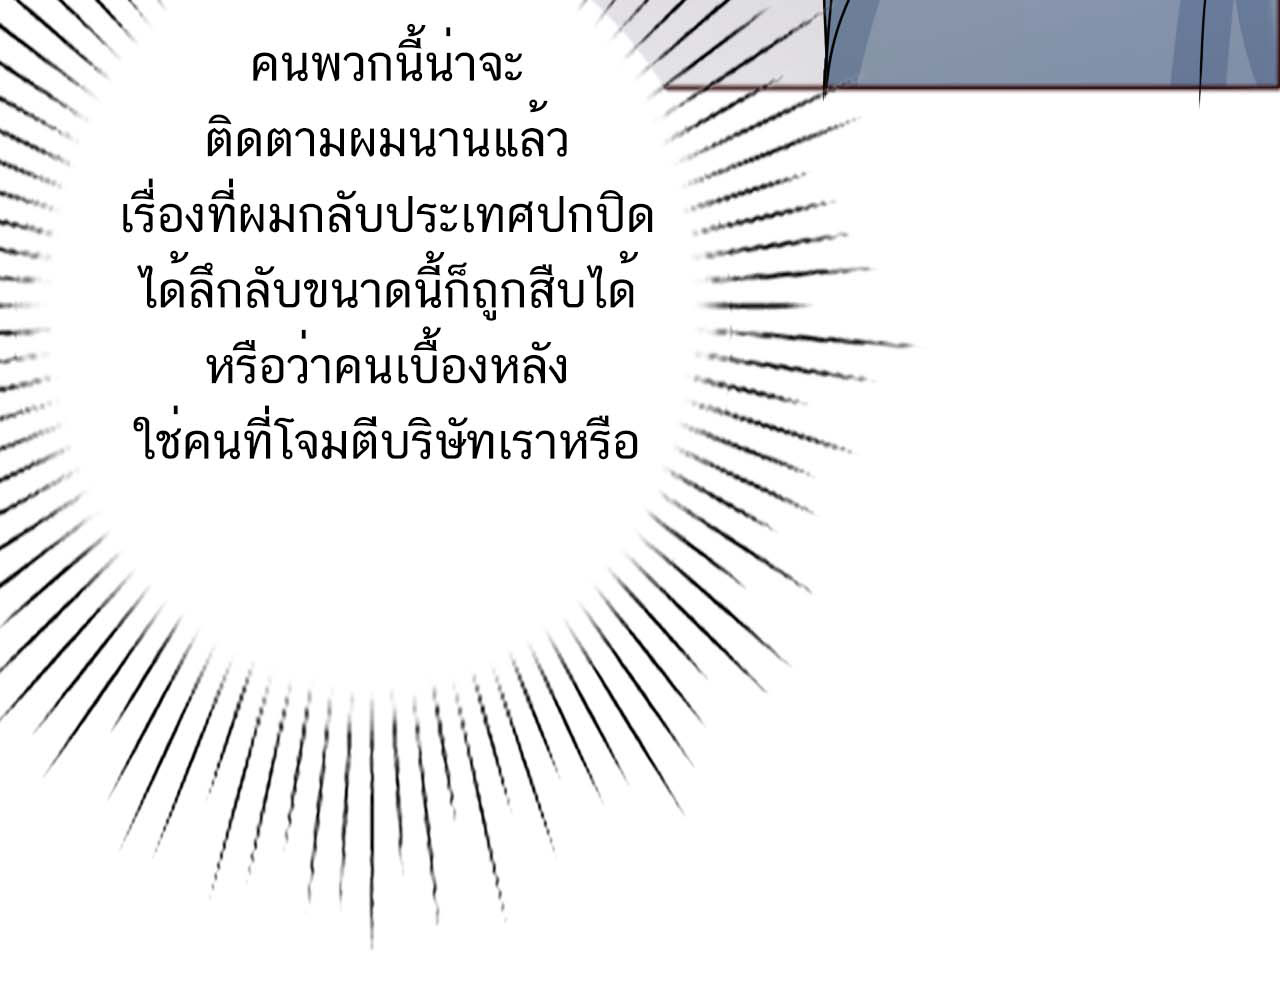 คนพวกนี้น่าจะ
ติดตามผมนานแล้ว
เรื่องที่ผมกลับประเทศปกปิด
ได้ลึกลับขนาดนี้ก็ถูกสืบได้
หรือว่าคนเบื้องหลัง
ใช่คนที่โจมตีบริษัทเราหรือ